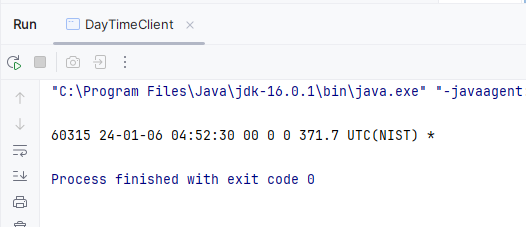 Run DayTimeClient
"C:\Program Files\Java\jdk-16.0.1\bin\java.exe" "-javaagent
60315 24-01-06 04:52:30 00 0 0 371.7 UTC(NIST) *
Process finished with exit code 0